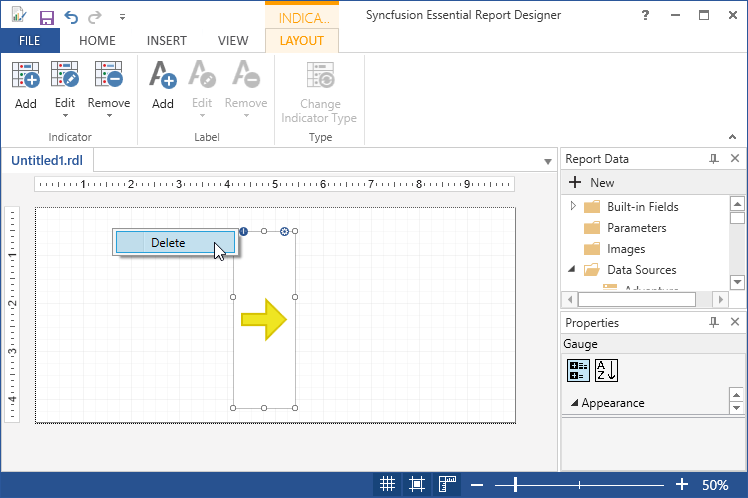 INDICA... Syncfusion Essential Report Designer ?
FILE HOME INSERT VIEW LAYOUT
Add Edit Remove Add Edit Remove Change Indicator Type
Indicator Label Type
Untitled1.rdl
Report Data
1 2 3 4 5 6 7 8 9
New
Built-in Fields
Parameters
Images
Data Sources
Adventure
Delete
1
2
3
4
Properties
Gauge
A
Z
Appearance
50%